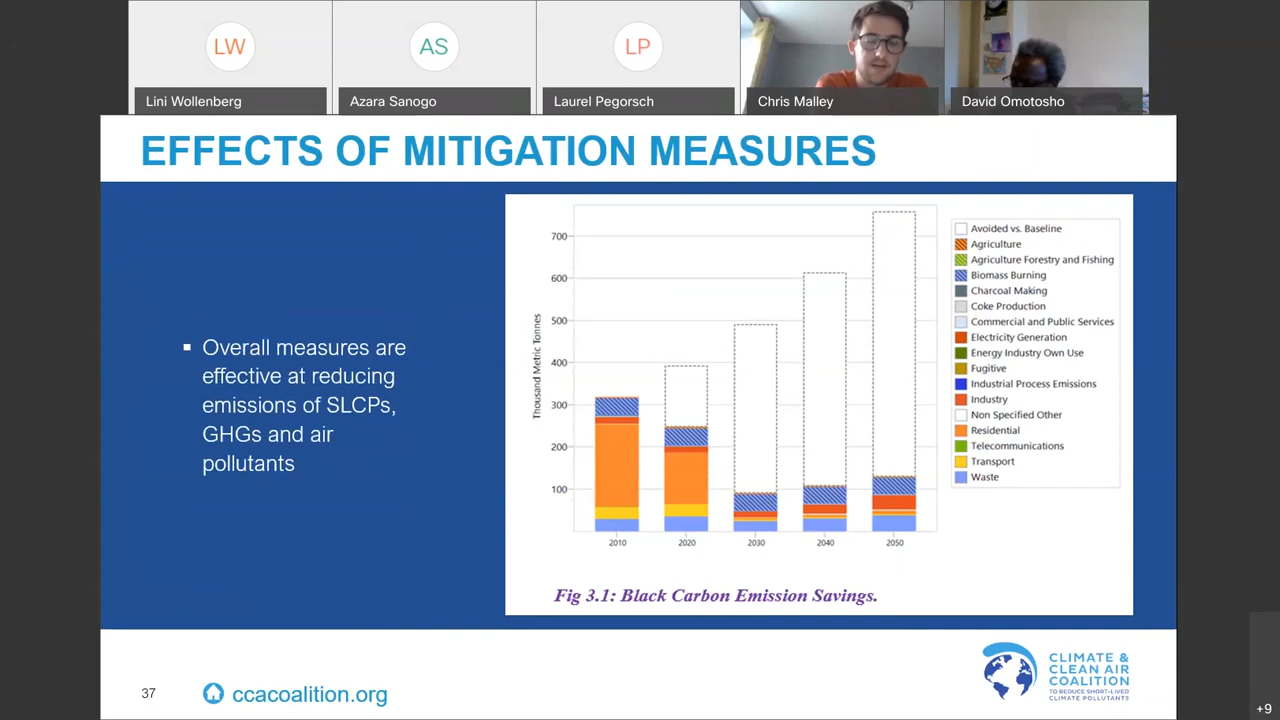 LW
AS
LP
Lini Wollenberg
Azara Sanogo
Laurel Pegorsch
Chris Malley
David Omotosho
EFFECTS OF MITIGATION MEASURES
Overall measures are
effective at reducing
emissions of SLCPs,
GHGs and air
pollutants
Thousand Metric Tonnes
700
600
500
400
300
200
100
2010
2020
2030
2040
2050
Avoided vs. Baseline
Agriculture
Agriculture Forestry and Fishing
Biomass Burning
Charcoal Making
Coke Production
Commercial and Public Services
Electricity Generation
Energy Industry Own Use
Fugitive
Industrial Process Emissions
Industry
Non Specified Other
Residential
Telecommunications
Transport
Waste
Fig 3.1: Black Carbon Emission Savings.
37
ccacoalition.org
CLIMATE &
CLEAN AIR
COALITION
TO REDUCE SHORT-LIVED
CLIMATE POLLUTANTS
+9